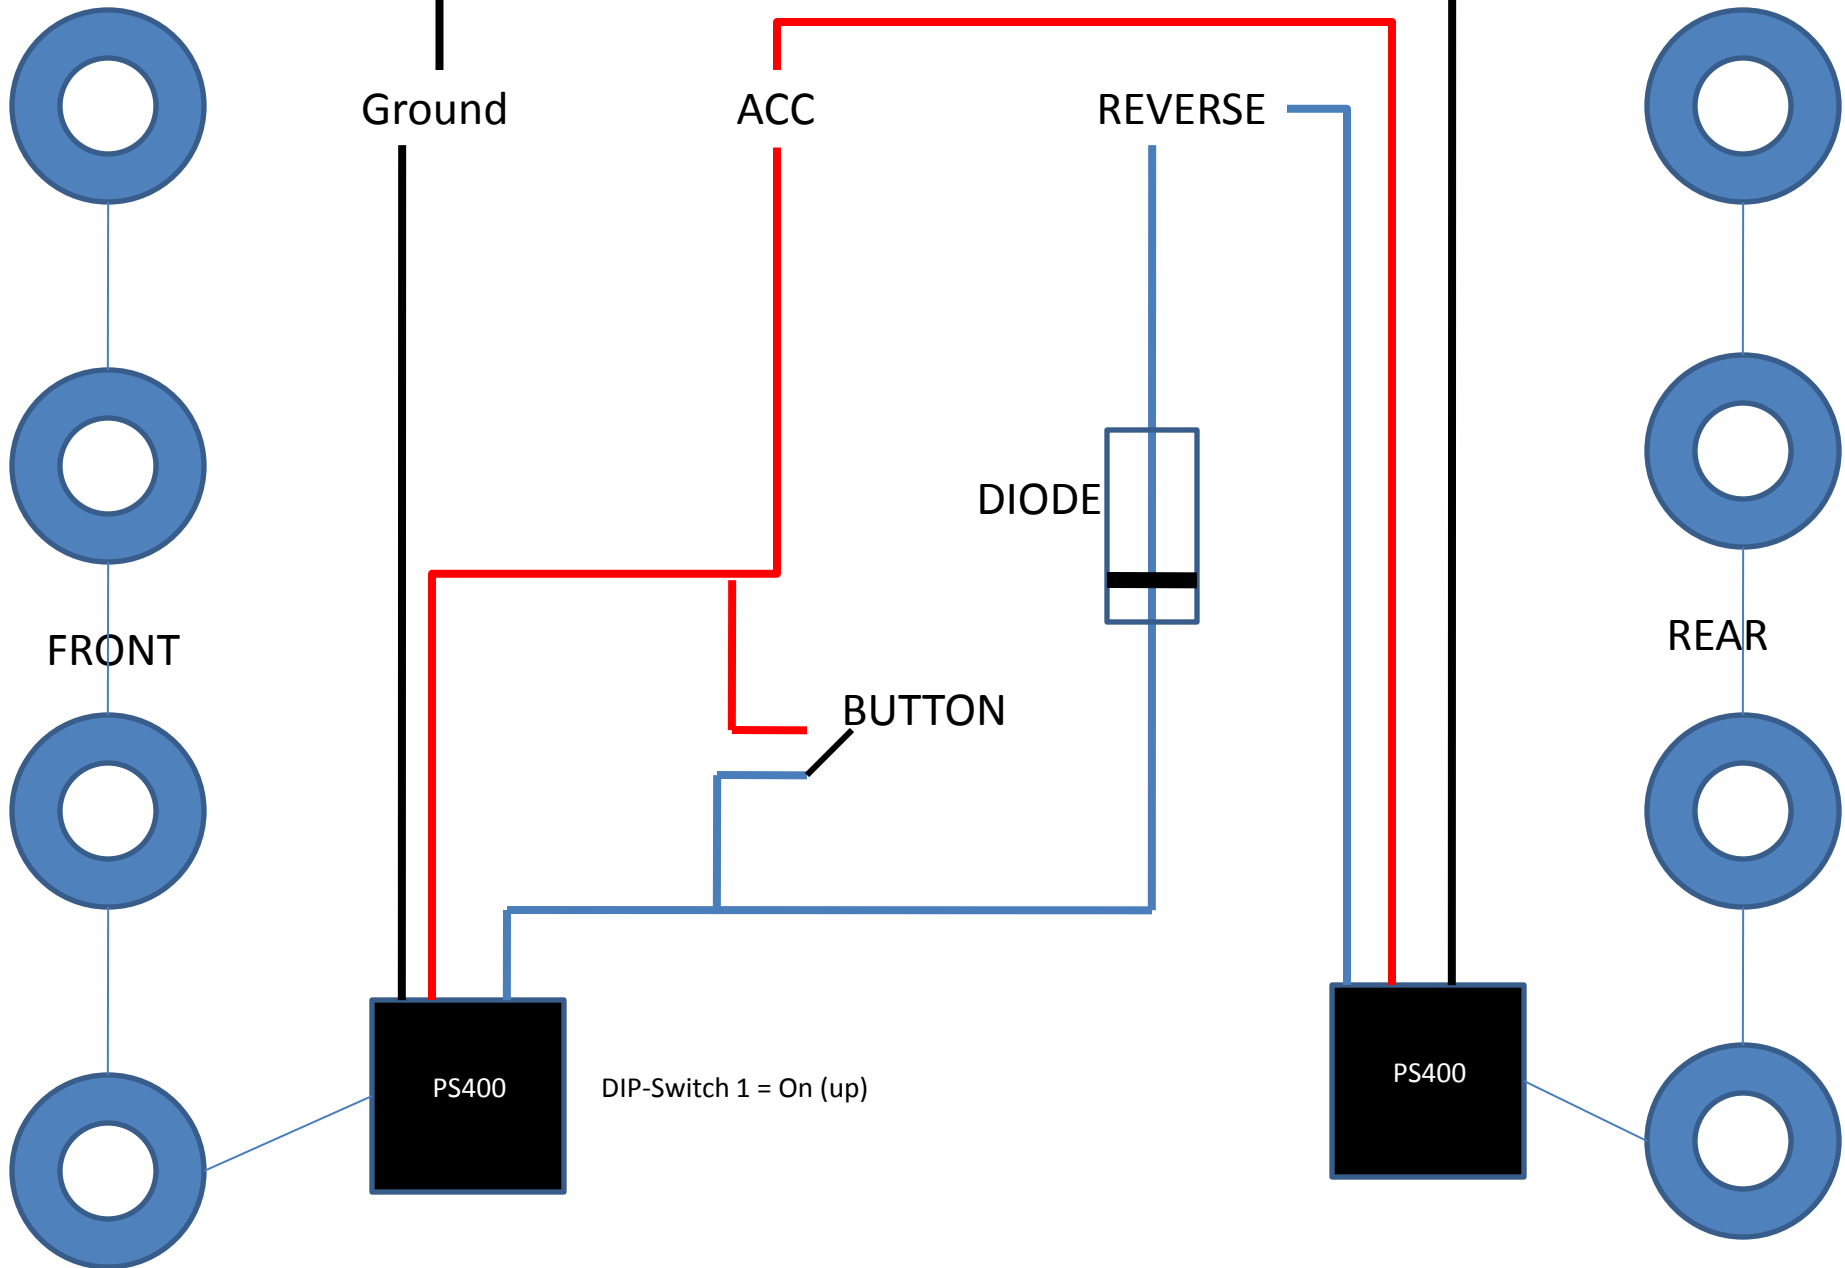 Ground
ACC
REVERSE
DIODE
FRONT
REAR
BUTTON
PS400
DIP-Switch 1 = On (up)
PS400